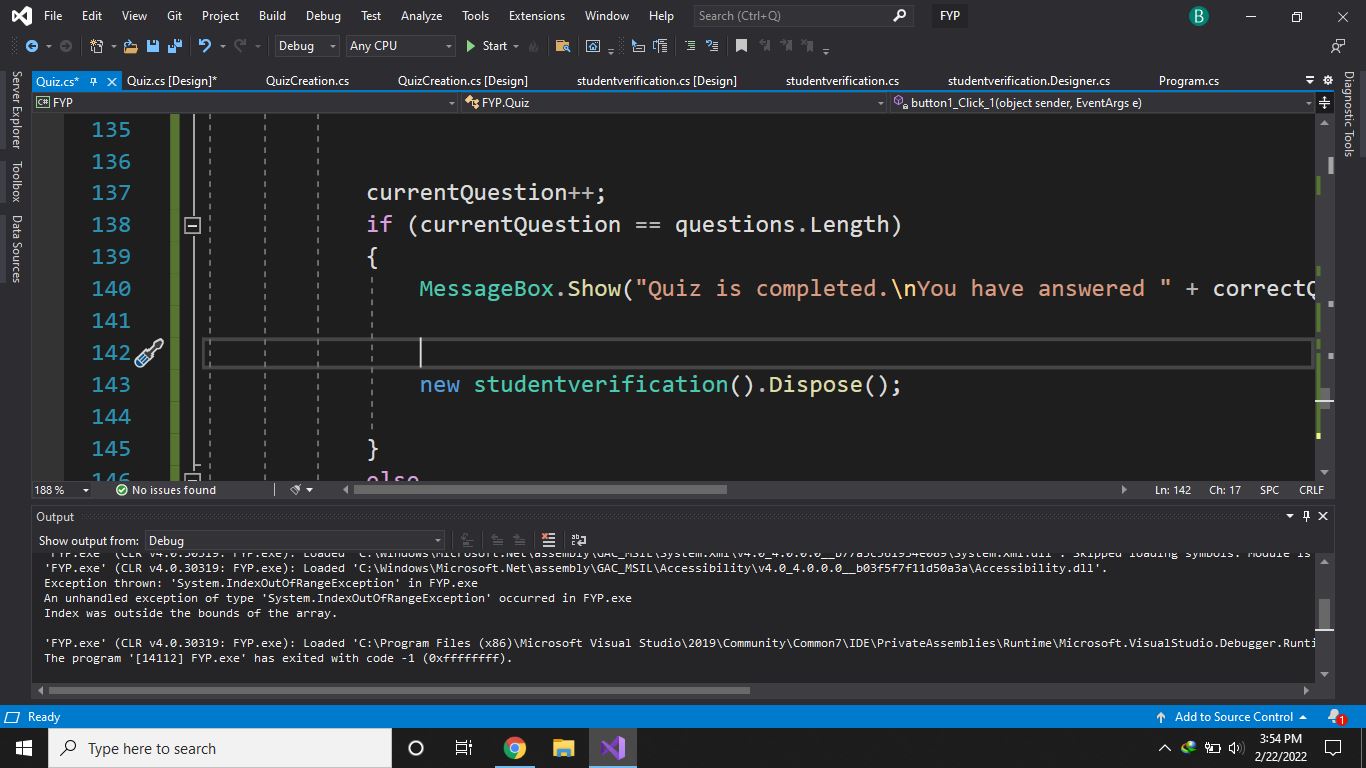 File Edit View Git Project Build Debug Test Analyze Tools Extensions Window Help Search (Ctrl+Q) FYP B
Debug Any CPU Start
Quiz.cs* Quiz.cs [Design]* QuizCreation.cs QuizCreation.cs [Design] studentverification.cs [Design] studentverification.cs studentverification.Designer.cs Program.cs
C# FYP FYP.Quiz button1_Click_1(object sender, EventArgs e)
Server Explorer
Toolbox
Data Sources
Diagnostic Tools
135
136
137 currentQuestion++;
138 if (currentQuestion == questions.Length)
139 {
140 MessageBox.Show("Quiz is completed.\nYou have answered " + correctQ
141
142
143 new studentverification().Dispose();
144
145 }
146 else
188 % No issues found Ln: 142 Ch: 17 SPC CRLF
Output
Show output from: Debug
'FYP.exe' (CLR v4.0.30319: FYP.exe): Loaded 'C:\Windows\Microsoft.Net\assembly\GAC_MSIL\System.Xml\v4.0_4.0.0.0__b77a5c561934e089\System.Xml.dll'. Skipped loading symbols. Module is
'FYP.exe' (CLR v4.0.30319: FYP.exe): Loaded 'C:\Windows\Microsoft.Net\assembly\GAC_MSIL\Accessibility\v4.0_4.0.0.0__b03f5f7f11d50a3a\Accessibility.dll'.
Exception thrown: 'System.IndexOutOfRangeException' in FYP.exe
An unhandled exception of type 'System.IndexOutOfRangeException' occurred in FYP.exe
Index was outside the bounds of the array.
'FYP.exe' (CLR v4.0.30319: FYP.exe): Loaded 'C:\Program Files (x86)\Microsoft Visual Studio\2019\Community\Common7\IDE\PrivateAssemblies\Runtime\Microsoft.VisualStudio.Debugger.Runti
The program '[14112] FYP.exe' has exited with code -1 (0xffffffff).
Ready Add to Source Control 1
Type here to search 3:54 PM
2/22/2022